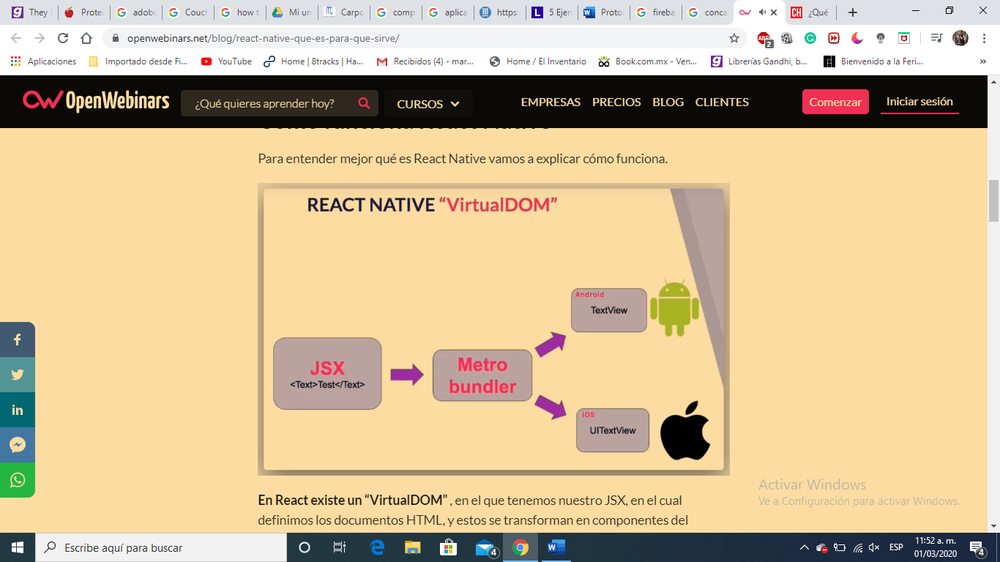 They f
Prote
adobe
Couch
how t
Mi un
Carpo
comp
aplica
https:
5 Ejen
Proto
fireba
conca
¿Qué
openwebinars.net/blog/react-native-que-es-para-que-sirve/
Aplicaciones
Importado desde Fi...
YouTube
Home | 8tracks | Ha...
Recibidos (4) - mar...
Home / El Inventario
Book.com.mx - Ven...
Librerías Gandhi, b...
Bienvenido a la Feri...
OpenWebinars
¿Qué quieres aprender hoy?
CURSOS
EMPRESAS
PRECIOS
BLOG
CLIENTES
Comenzar
Iniciar sesión
Para entender mejor qué es React Native vamos a explicar cómo funciona.
REACT NATIVE “VirtualDOM”
Android
TextView
JSX
<Text>Test</Text>
Metro
bundler
iOS
UITextView
Activar Windows
Ve a Configuración para activar Windows.
En React existe un “VirtualDOM” , en el que tenemos nuestro JSX, en el cual
definimos los documentos HTML, y estos se transforman en componentes del
Escribe aquí para buscar
4
ESP
11:52 a. m.
01/03/2020
4